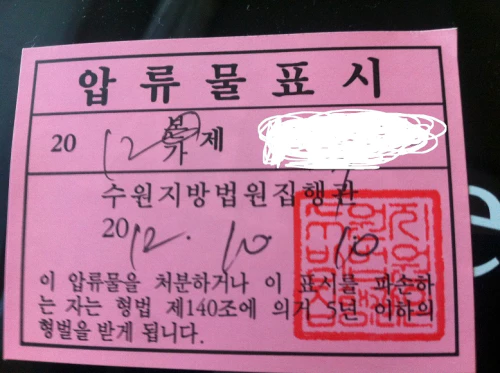 압류물표시
2012 본 가 제
수원지방법원집행관
2012. 10. 10
이 압류물을 처분하거나 이 표시를 파손하
는 자는 형법 제140조에 의거 5년 이하의
형벌을 받게 됩니다.